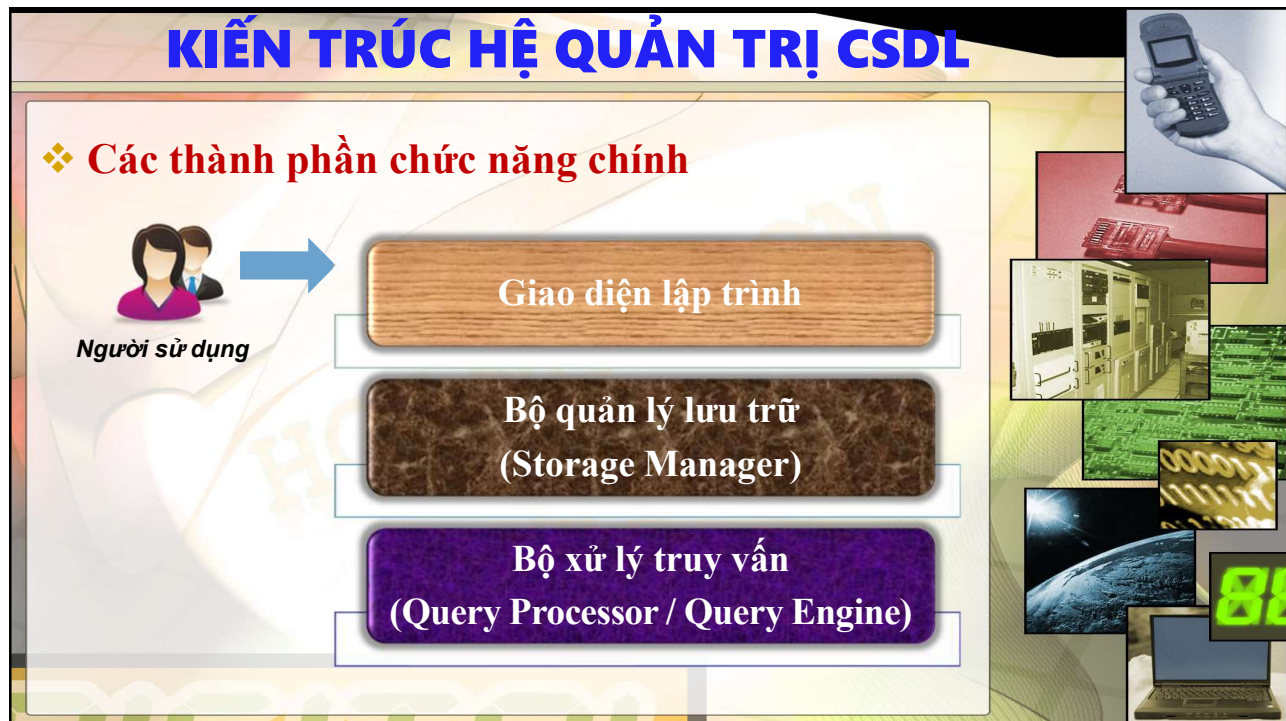 KIẾN TRÚC HỆ QUẢN TRỊ CSDL
Các thành phần chức năng chính
Người sử dụng
Giao diện lập trình
Bộ quản lý lưu trữ
(Storage Manager)
Bộ xử lý truy vấn
(Query Processor / Query Engine)